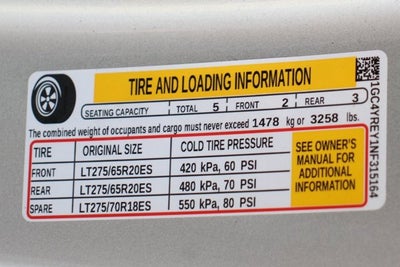 TIRE AND LOADING INFORMATION
SEATING CAPACITY TOTAL 5 FRONT 2 REAR 3
The combined weight of occupants and cargo must never exceed 1478 kg or 3258 lbs.
TIRE ORIGINAL SIZE COLD TIRE PRESSURE
FRONT LT275/65R20ES 420 kPa, 60 PSI
REAR LT275/65R20ES 480 kPa, 70 PSI
SPARE LT275/70R18ES 550 kPa, 80 PSI
SEE OWNER'S
MANUAL FOR
ADDITIONAL
INFORMATION
1GC4YREY1NF315164